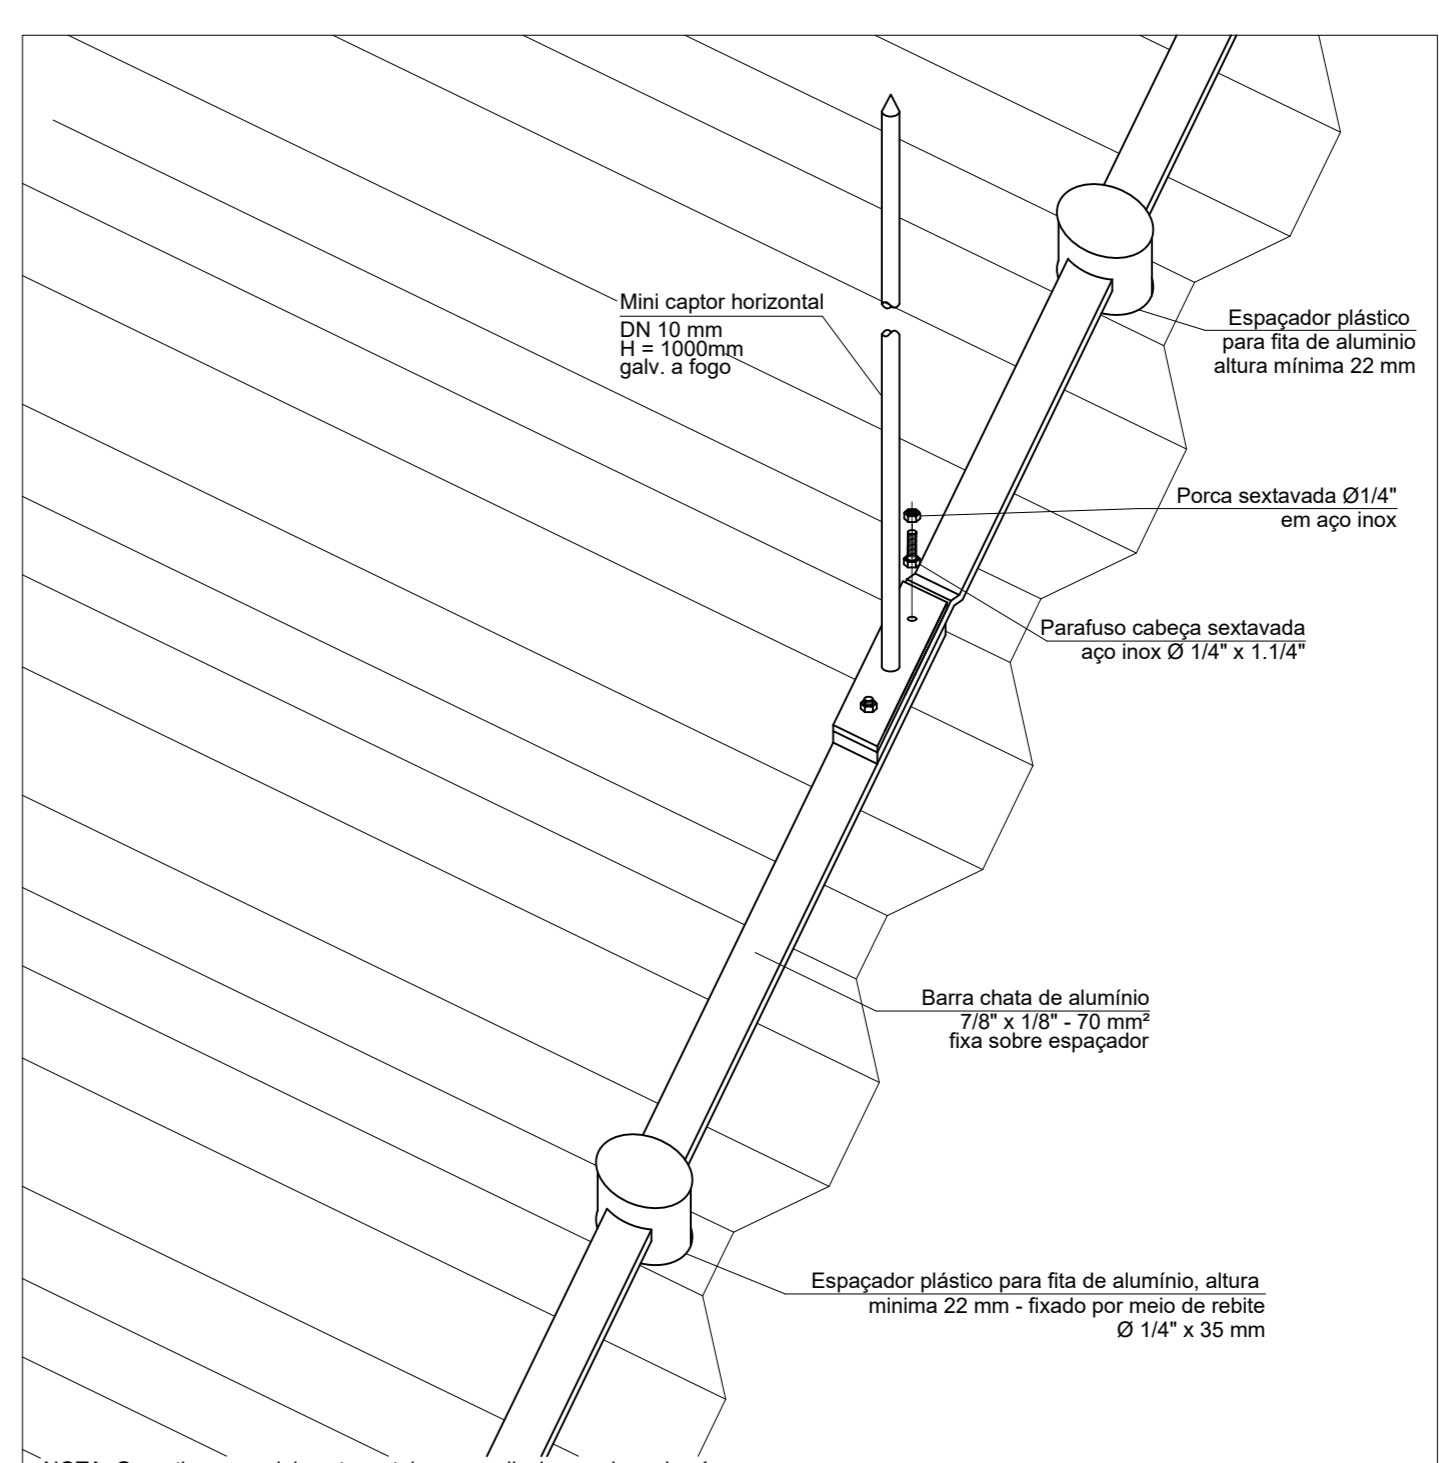 Mini captor horizontal
DN 10 mm
H = 1000mm
galv. a fogo
Espaçador plástico
para fita de aluminio
altura mínima 22 mm
Porca sextavada Ø1/4"
em aço inox
Parafuso cabeça sextavada
aço inox Ø 1/4" x 1.1/4"
Barra chata de alumínio
7/8" x 1/8" - 70 mm²
fixa sobre espaçador
Espaçador plástico para fita de alumínio, altura
minima 22 mm - fixado por meio de rebite
Ø 1/4" x 35 mm
NOTA: